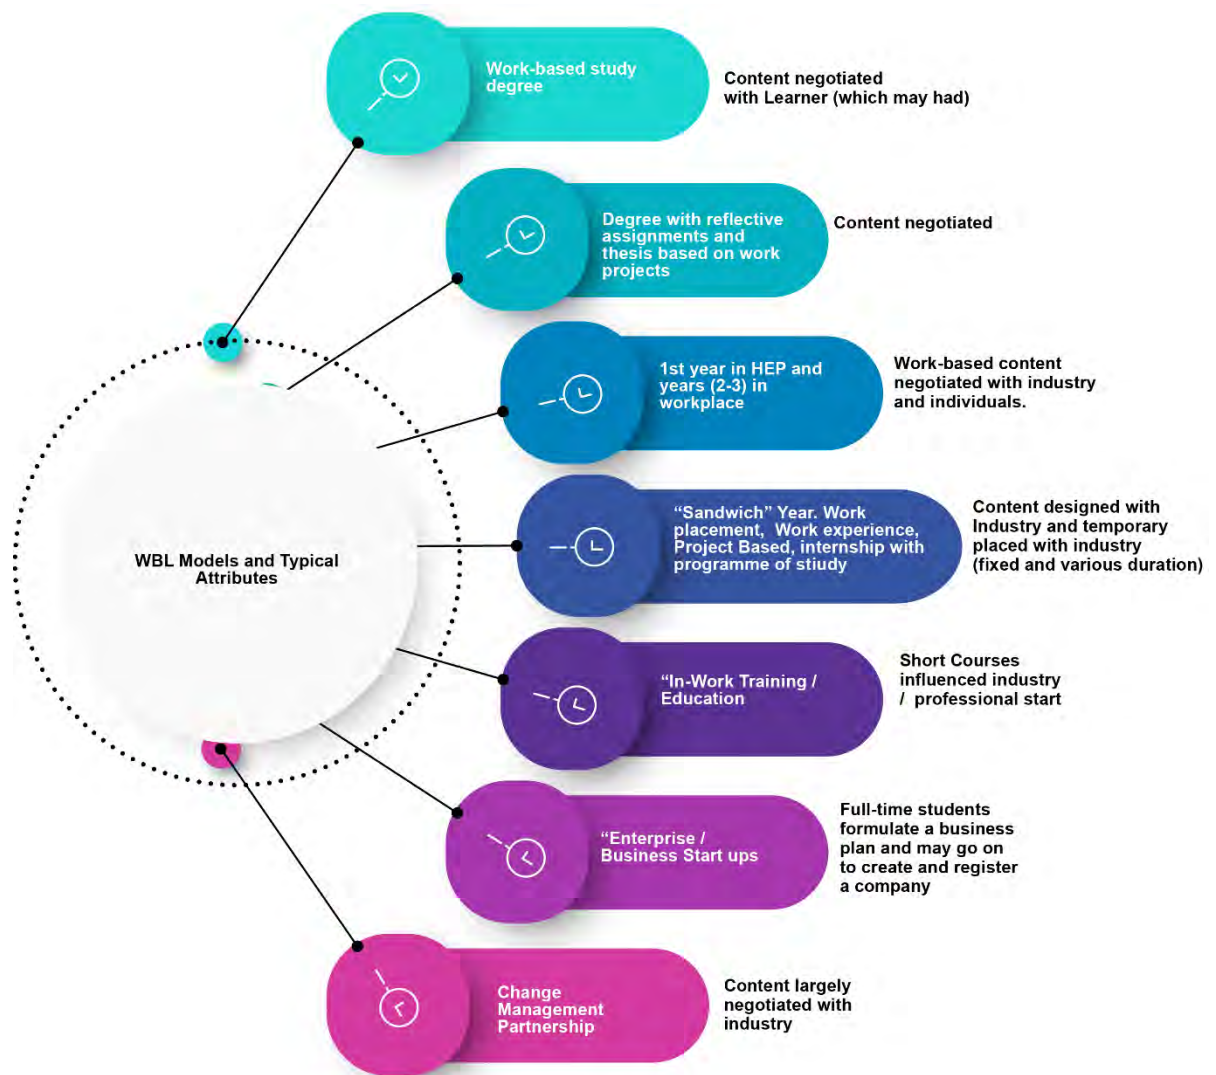 Work-based study
degree
Content negotiated
with Learner (which may had)
Degree with reflective
assignments and
thesis based on work
projects
Content negotiated
1st year in HEP and
years (2-3) in
workplace
Work-based content
negotiated with industry
and individuals.
WBL Models and Typical
Attributes
“Sandwich” Year. Work
placement, Work experience,
Project Based, internship with
programme of stiudy
Content designed with
Industry and temporary
placed with industry
(fixed and various duration)
“In-Work Training /
Education
Short Courses
influenced industry
/ professional start
“Enterprise /
Business Start ups
Full-time students
formulate a business
plan and may go on
to create and register
a company
Change
Management
Partnership
Content largely
negotiated with
industry